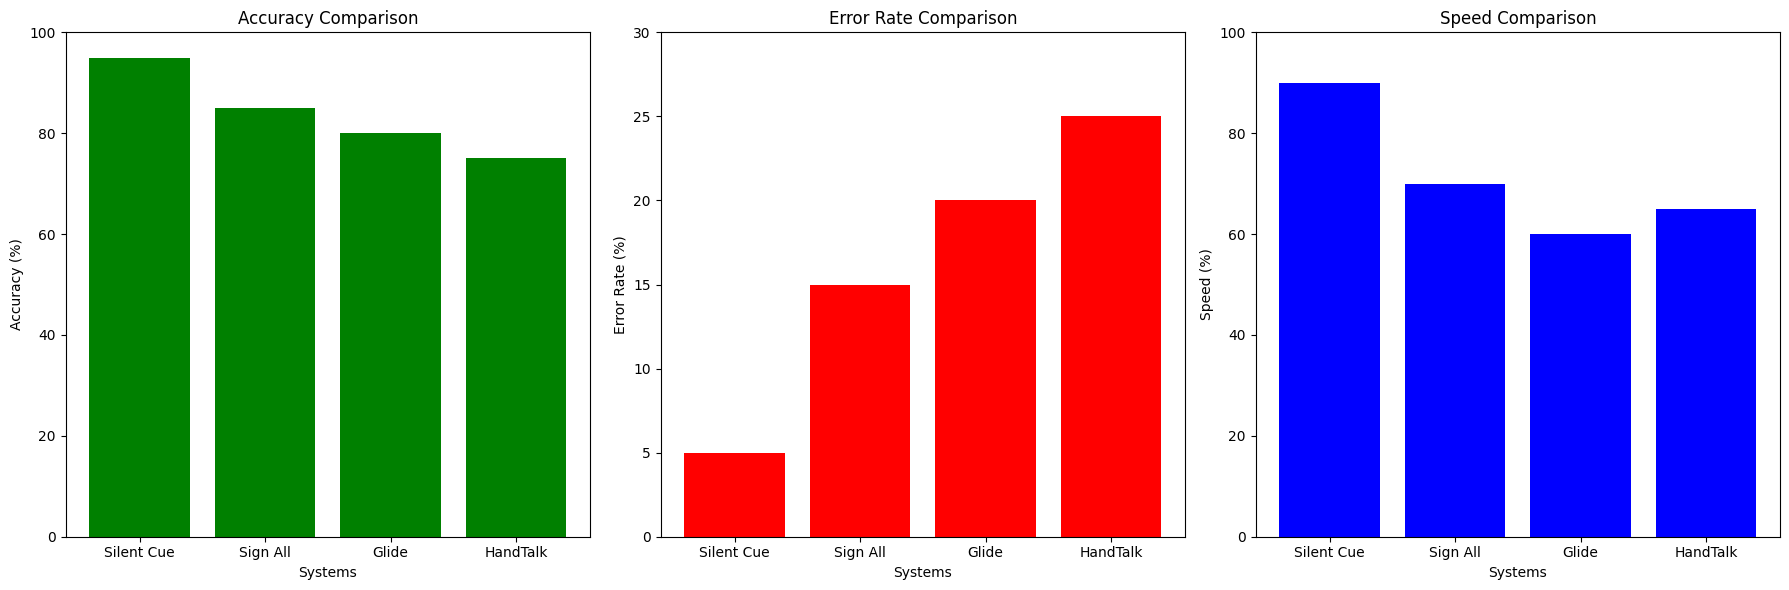 Accuracy Comparison
Accuracy (%)
100
80
60
40
20
0
Silent Cue
Sign All
Glide
HandTalk
Systems
Error Rate Comparison
Error Rate (%)
30
25
20
15
10
5
0
Silent Cue
Sign All
Glide
HandTalk
Systems
Speed Comparison
Speed (%)
100
80
60
40
20
0
Silent Cue
Sign All
Glide
HandTalk
Systems